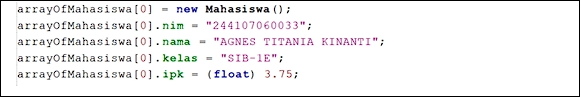 arrayOfMahasiswa[0] = new Mahasiswa();
arrayOfMahasiswa[0].nim = "244107060033";
arrayOfMahasiswa[0].nama = "AGNES TITANIA KINANTI";
arrayOfMahasiswa[0].kelas = "SIB-1E";
arrayOfMahasiswa[0].ipk = (float) 3.75;